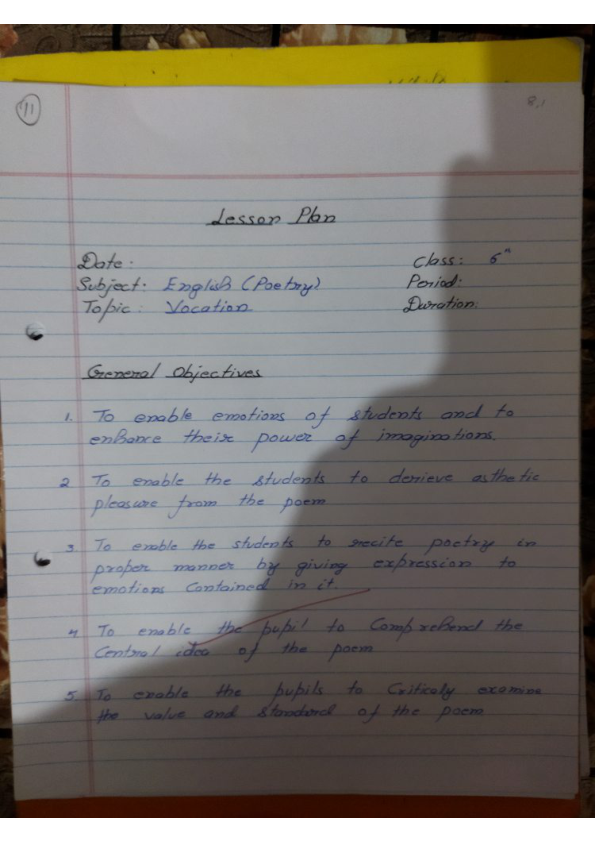 11
Lesson Plan
Date:
Class: 6th
Subject: English (Poetry)
Period:
Topic: Vocation
Duration:
General Objectives
1. To enable emotions of students and to
enhance their power of imaginations.
2 To enable the students to derieve asthetic
pleasure from the poem
3. To enable the students to recite poetry in
proper manner by giving expression to
emotions Contained in it.
4 To enable the pupil to Comprehend the
Central idea of the poem
5. To enable the pupils to Criticaly examine
the value and standard of the poem